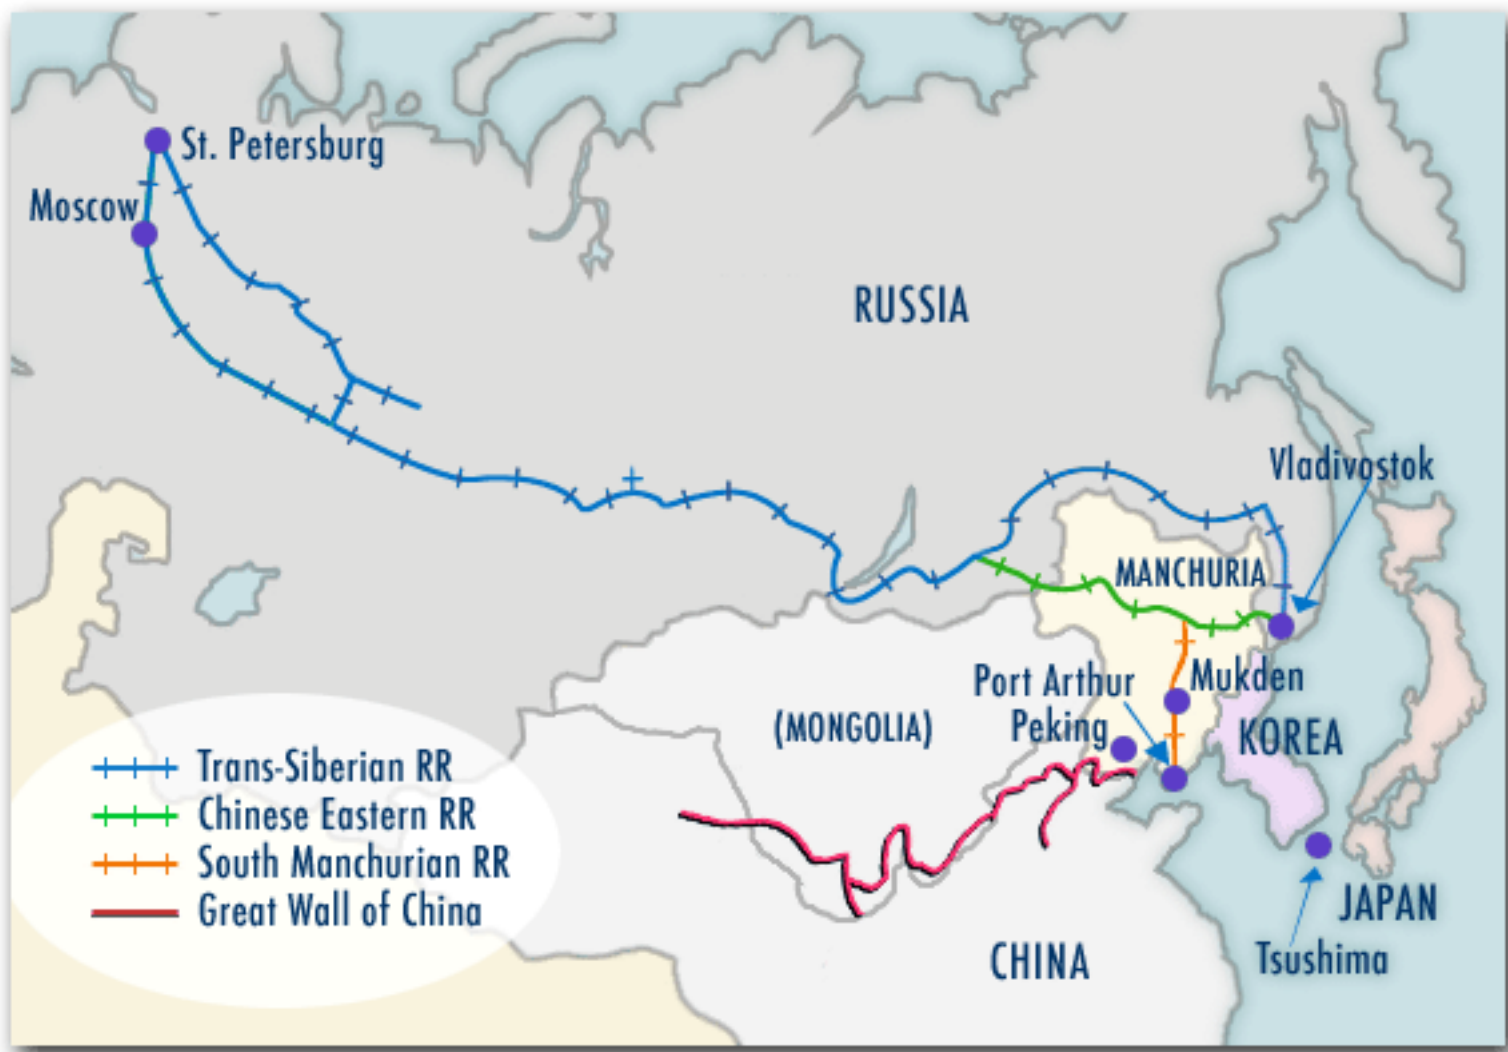 St. Petersburg
Moscow
RUSSIA
Vladivostok
MANCHURIA
Port Arthur
Mukden
Peking
(MONGOLIA)
KOREA
Trans-Siberian RR
Chinese Eastern RR
South Manchurian RR
Great Wall of China
JAPAN
CHINA
Tsushima